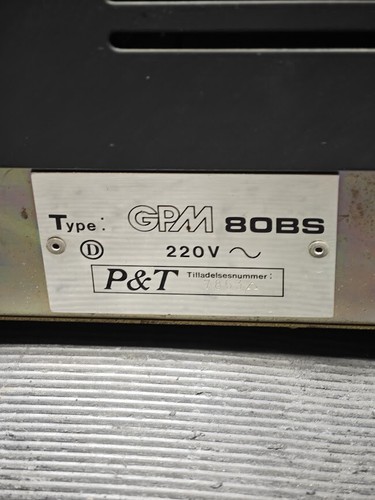 Type: GPM 80BS
D 220V ~
P&T Tilladelsesnummer: